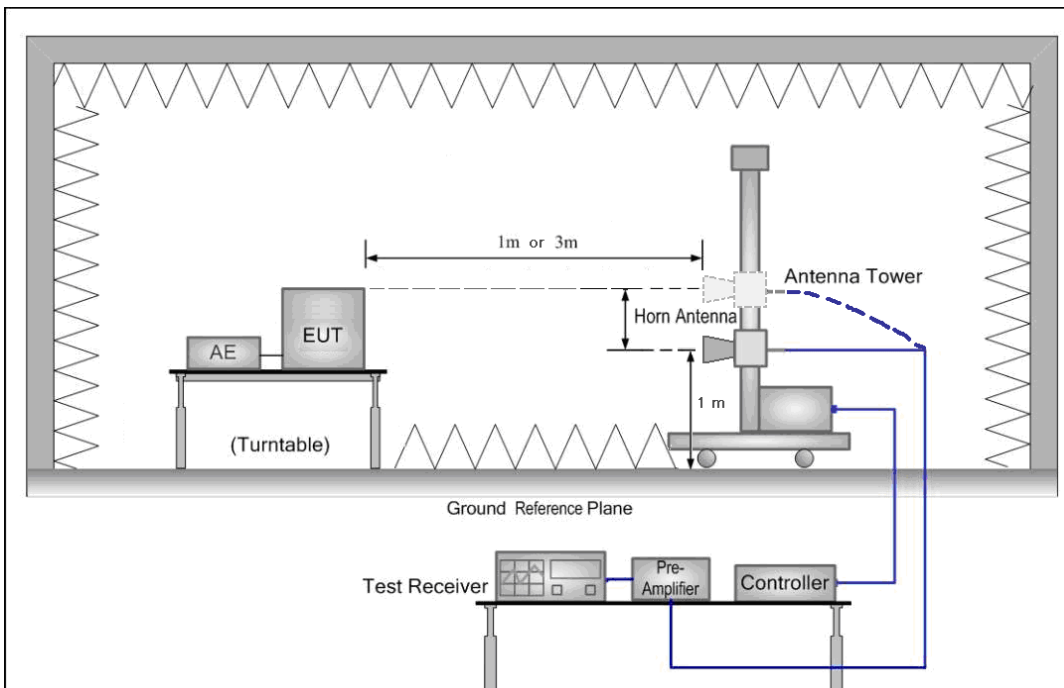 1m or 3m
Antenna Tower
Horn Antenna
EUT
AE
1 m
(Turntable)
Ground Reference Plane
Test Receiver
Pre-
Amplifier
Controller